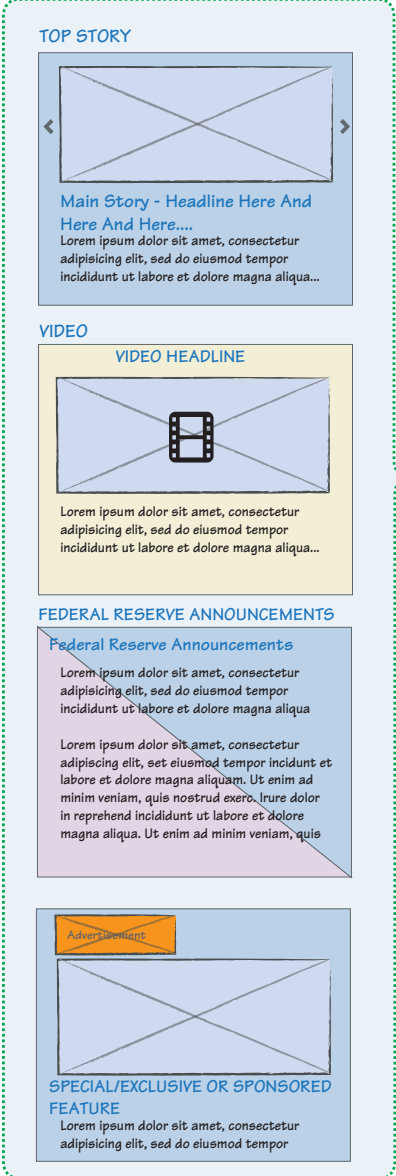 TOP STORY
Main Story - Headline Here And
Here And Here....
Lorem ipsum dolor sit amet, consectetur
adipisicing elit, sed do eiusmod tempor
incididunt ut labore et dolore magna aliqua...
VIDEO
VIDEO HEADLINE
Lorem ipsum dolor sit amet, consectetur
adipisicing elit, sed do eiusmod tempor
incididunt ut labore et dolore magna aliqua...
FEDERAL RESERVE ANNOUNCEMENTS
Federal Reserve Announcements
Lorem ipsum dolor sit amet, consectetur
adipisicing elit, sed do eiusmod tempor
incididunt ut labore et dolore magna aliqua
Lorem ipsum dolor sit amet, consectetur
adipiscing elit, set eiusmod tempor incidunt et
labore et dolore magna aliquam. Ut enim ad
minim veniam, quis nostrud exerc. Irure dolor
in reprehend incididunt ut labore et dolore
magna aliqua. Ut enim ad minim veniam, quis
Advertisement
SPECIAL/EXCLUSIVE OR SPONSORED
FEATURE
Lorem ipsum dolor sit amet, consectetur
adipisicing elit, sed do eiusmod tempor